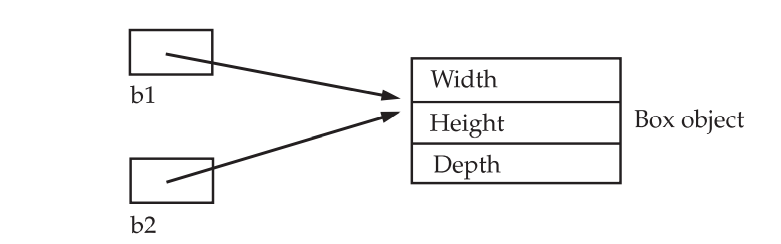 b1
b2
Width
Height
Depth
Box object